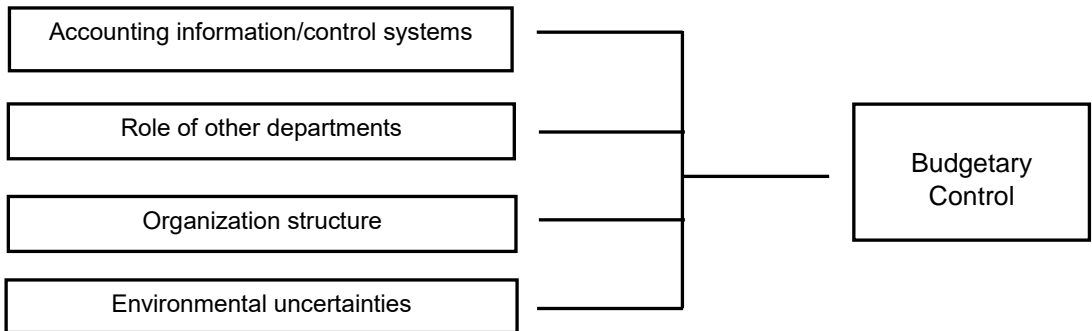 Accounting information/control systems
Role of other departments
Organization structure
Environmental uncertainties
Budgetary
Control